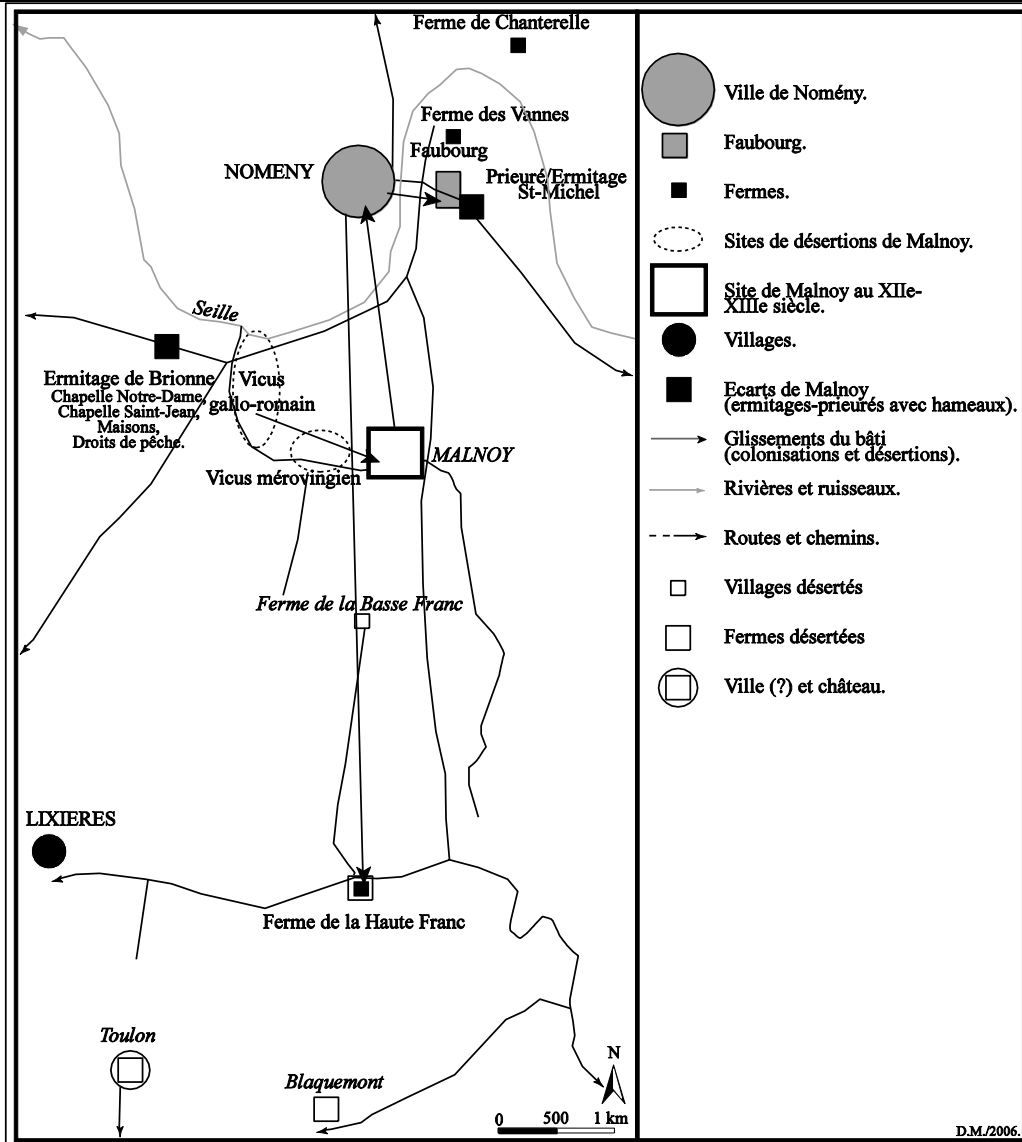 Ferme de Chanterelle
Ferme des Vannes
Faubourg
NOMENY
Prieuré/Ermitage
St-Michel
Seille
Ermitage de Brionne
Chapelle Notre-Dame,
Chapelle Saint-Jean,
Maisons,
Droits de pêche.
Vicus
gallo-romain
MALNOY
Vicus mérovingien
Ferme de la Basse Franc
LIXIERES
Ferme de la Haute Franc
Toulon
Blaquemont
N
0 500 1 km
Ville de Nomény.
Faubourg.
Fermes.
Sites de désertions de Malnoy.
Site de Malnoy au XIIe-
XIIIe siècle.
Villages.
Ecarts de Malnoy
(ermitages-prieurés avec hameaux).
Glissements du bâti
(colonisations et désertions).
Rivières et ruisseaux.
Routes et chemins.
Villages désertés
Fermes désertées
Ville (?) et château.
D.M./2006.